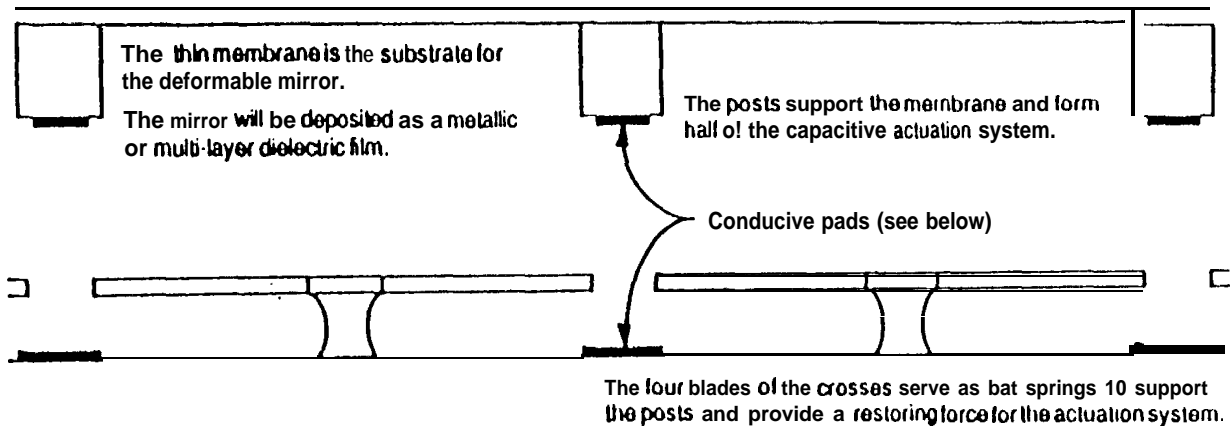 The thin membrane is the substrate for
the deformable mirror.
The mirror will be deposited as a metallic
or multi-layer dielectric film.
The posts support the membrane and form
half of the capacitive actuation system.
Conducive pads (see below)
The four blades of the crosses serve as bat springs 10 support
the posts and provide a restoring force for the actuation system.